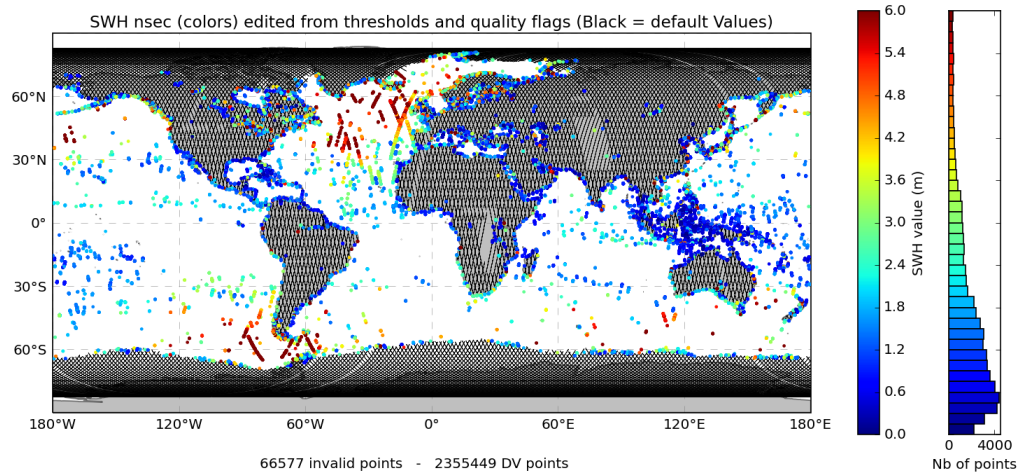 SWH nsec (colors) edited from thresholds and quality flags (Black = default Values)
60°N
30°N
0°
30°S
60°S
180°W 120°W 60°W 0° 60°E 120°E 180°E
66577 invalid points - 2355449 DV points
6.0
5.4
4.8
4.2
3.6
3.0
2.4
1.8
1.2
0.6
0.0
SWH value (m)
0 4000
Nb of points